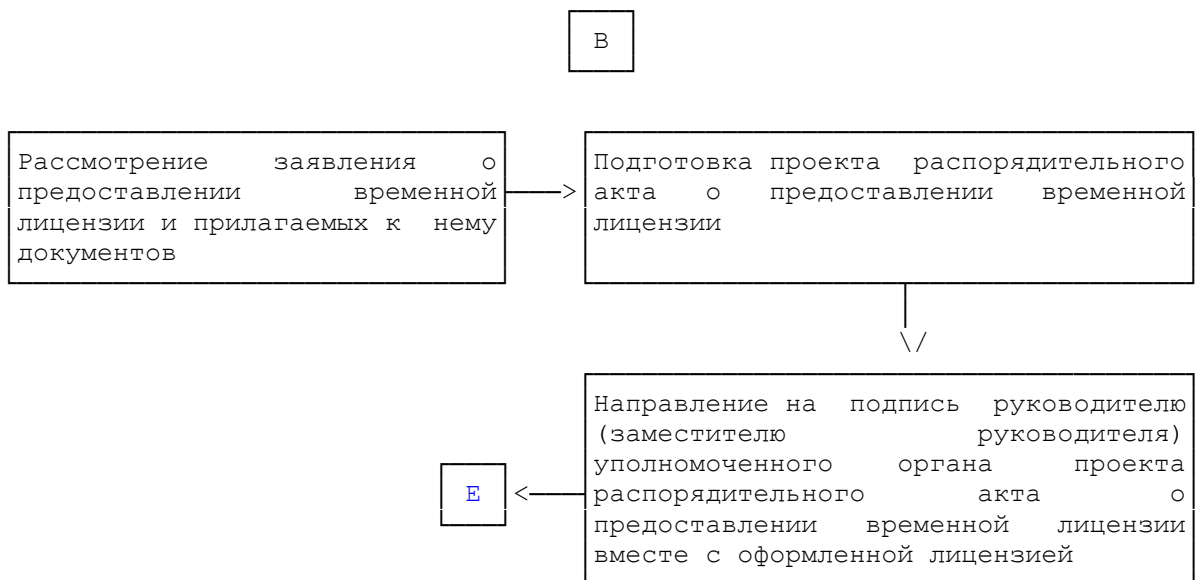 В
Рассмотрение заявления о
предоставлении временной
лицензии и прилагаемых к нему
документов
>
Подготовка проекта распорядительного
акта о предоставлении временной
лицензии
\/
Направление на подпись руководителю
(заместителю руководителя)
уполномоченного органа проекта
распорядительного акта о
предоставлении временной лицензии
вместе с оформленной лицензией
Е
<